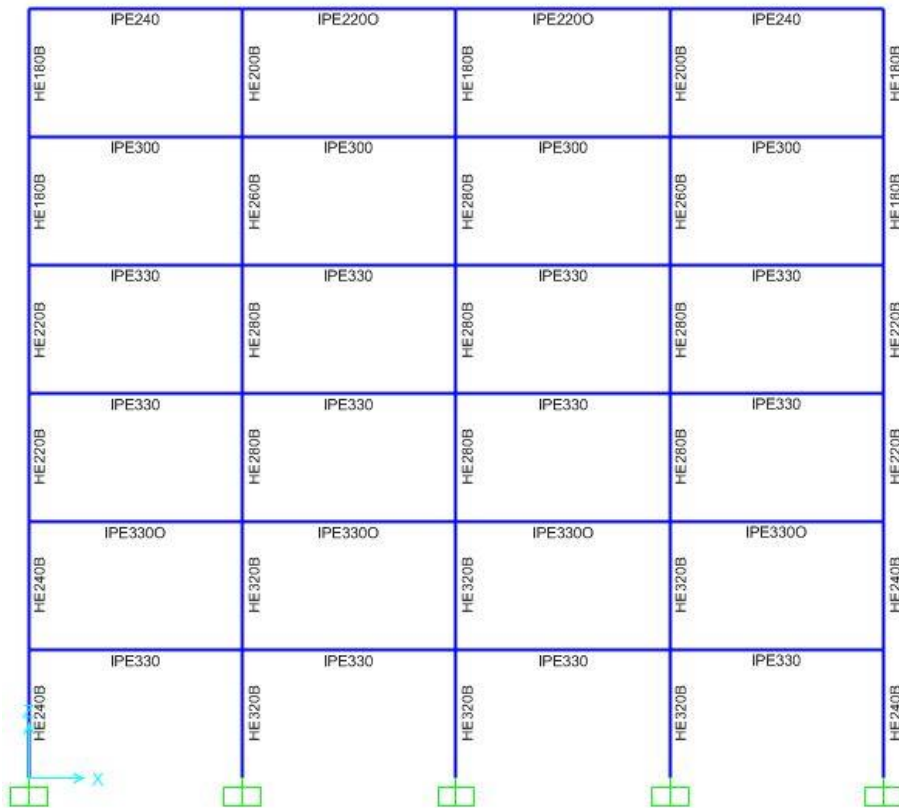 IPE240 IPE220O IPE220O IPE240
HE180B HE200B HE180B HE200B HE180B
IPE300 IPE300 IPE300 IPE300
HE180B HE260B HE280B HE260B HE180B
IPE330 IPE330 IPE330 IPE330
HE220B HE280B HE280B HE280B HE220B
IPE330 IPE330 IPE330 IPE330
HE220B HE280B HE280B HE280B HE220B
IPE330O IPE330O IPE330O IPE330O
HE240B HE320B HE320B HE320B HE240B
IPE330 IPE330 IPE330 IPE330
HE240B HE320B HE320B HE320B HE240B
X